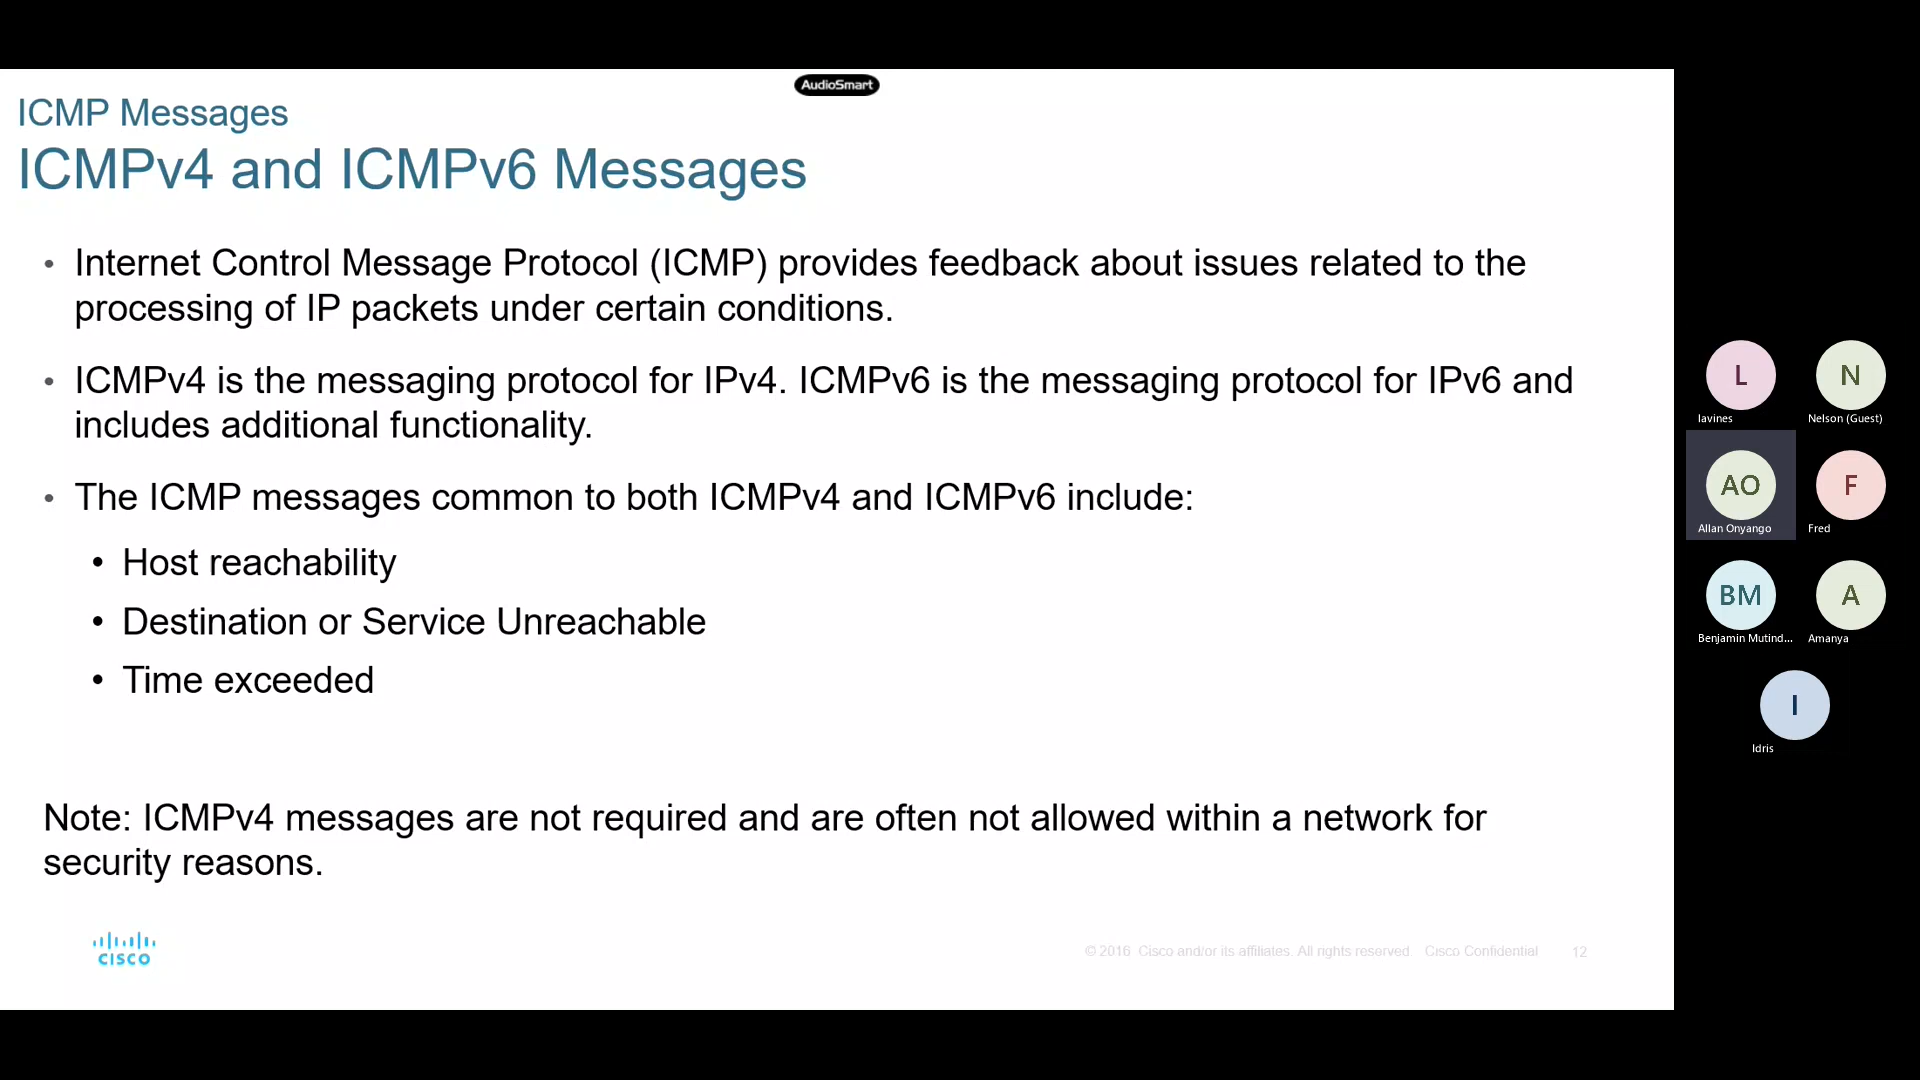 AudioSmart
ICMP Messages
ICMPv4 and ICMPv6 Messages
• Internet Control Message Protocol (ICMP) provides feedback about issues related to the
processing of IP packets under certain conditions.
• ICMPv4 is the messaging protocol for IPv4. ICMPv6 is the messaging protocol for IPv6 and
includes additional functionality.
• The ICMP messages common to both ICMPv4 and ICMPv6 include:
• Host reachability
• Destination or Service Unreachable
• Time exceeded
Note: ICMPv4 messages are not required and are often not allowed within a network for
security reasons.
CISCO
© 2016 Cisco and/or its affiliates. All rights reserved. Cisco Confidential 12
L N
lavines Nelson (Guest)
AO F
Allan Onyango Fred
BM A
Benjamin Mutind... Amanya
I
Idris